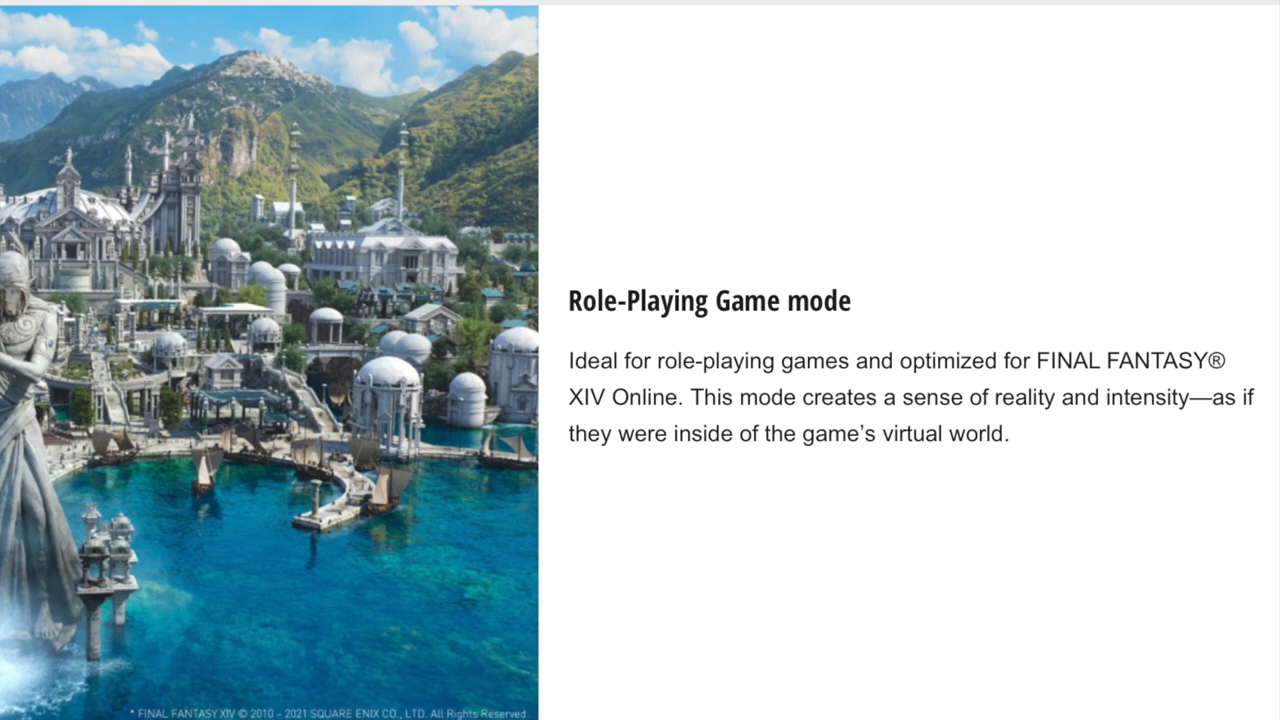 Role-Playing Game mode
Ideal for role-playing games and optimized for FINAL FANTASY®
XIV Online. This mode creates a sense of reality and intensity—as if
they were inside of the game’s virtual world.
* FINAL FANTASY XIV © 2010 – 2021 SQUARE ENIX CO., LTD. All Rights Reserved.